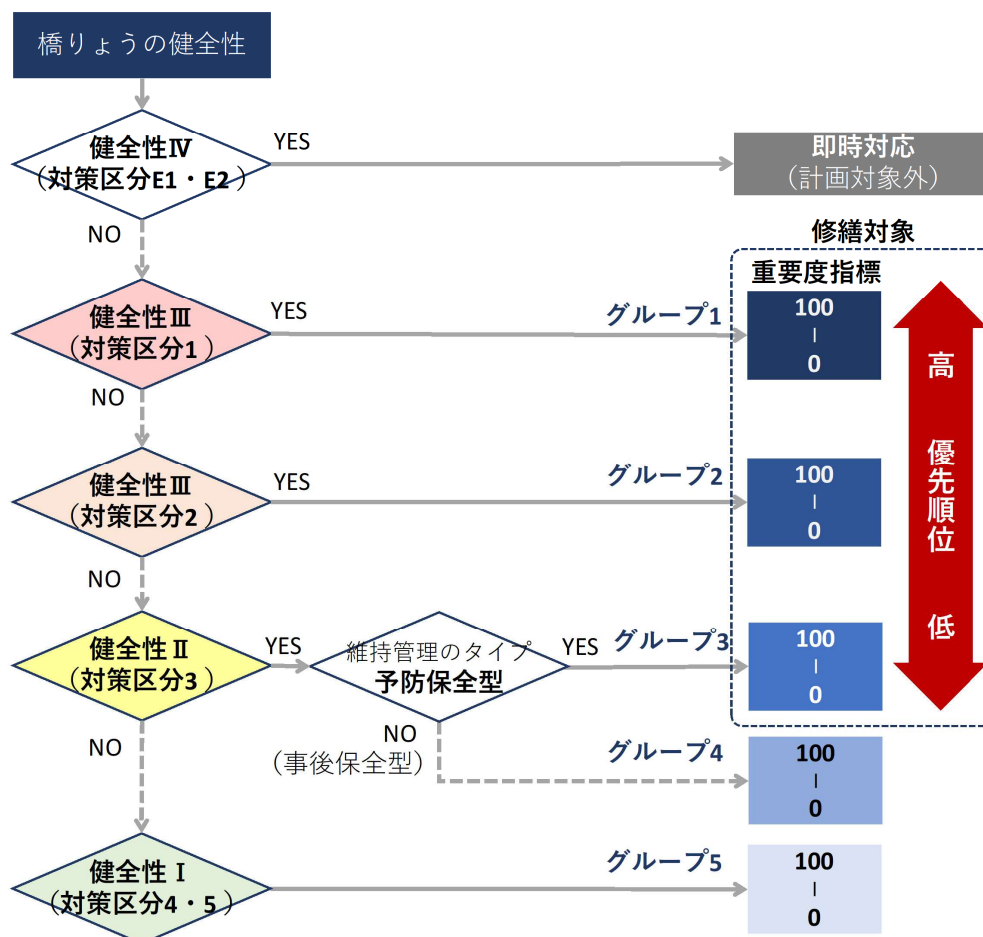 橋りょうの健全性
健全性Ⅳ
（対策区分E1・E2）
YES
即時対応
（計画対象外）
NO
修繕対象
重要度指標
健全性Ⅲ
（対策区分1）
YES
グループ1
100
|
0
高
NO
健全性Ⅲ
（対策区分2）
YES
グループ2
100
|
0
優先順位
NO
健全性Ⅱ
（対策区分3）
YES
維持管理のタイプ
予防保全型
YES
グループ3
100
|
0
低
NO
NO
（事後保全型）
グループ4
100
|
0
健全性Ⅰ
（対策区分4・5）
グループ5
100
|
0